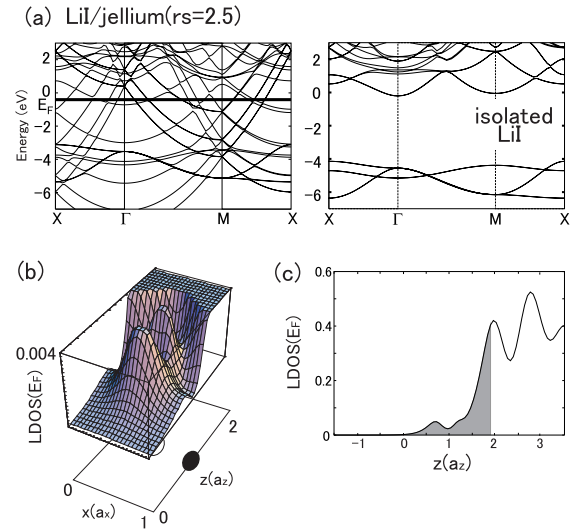 (a) LiI/jellium(rs=2.5)
Energy (eV)
2
0
E_F
-2
-4
-6
X Γ M X
2
0
-2
-4
-6
isolated
LiI
X Γ M X
(b)
0.004
LDOS(E_F)
0
x(a_x)
1
0
z(a_z)
2
(c)
LDOS(E_F)
0.6
0.4
0.2
0
-1 0 1 2 3
z(a_z)